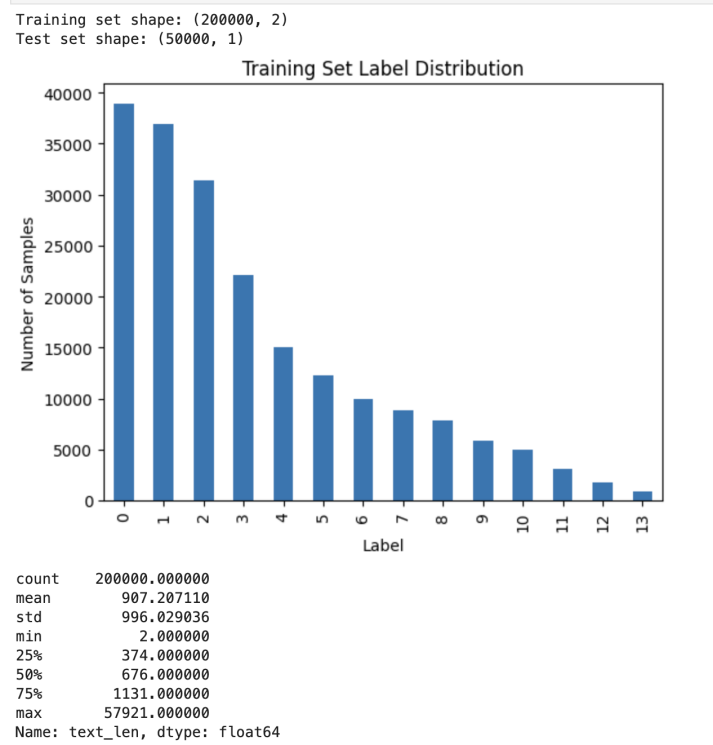 Training set shape: (200000, 2)
Test set shape: (50000, 1)
Training Set Label Distribution
40000
35000
30000
25000
20000
15000
10000
5000
0
Number of Samples
0 1 2 3 4 5 6 7 8 9 10 11 12 13
Label
count 200000.000000
mean 907.207110
std 996.029036
min 2.000000
25% 374.000000
50% 676.000000
75% 1131.000000
max 57921.000000
Name: text_len, dtype: float64